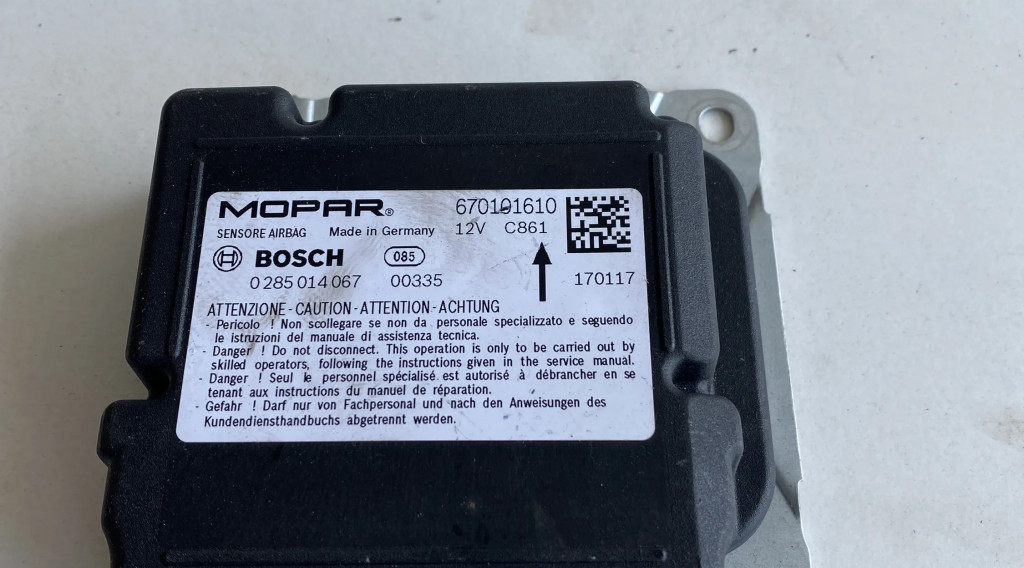 MOPAR® 670101610
SENSORE AIRBAG Made in Germany 12V C861
BOSCH 085
0 285 014 067 00335 170117
ATTENZIONE - CAUTION - ATTENTION - ACHTUNG
- Pericolo ! Non scollegare se non da personale specializzato e seguendo
le istruzioni del manuale di assistenza tecnica.
- Danger ! Do not disconnect. This operation is only to be carried out by
skilled operators, following the instructions given in the service manual.
- Danger ! Seul le personnel spécialisé est autorisé à débrancher en se
tenant aux instructions du manuel de réparation.
- Gefahr ! Darf nur von Fachpersonal und nach den Anweisungen des
Kundendiensthandbuchs abgetrennt werden.